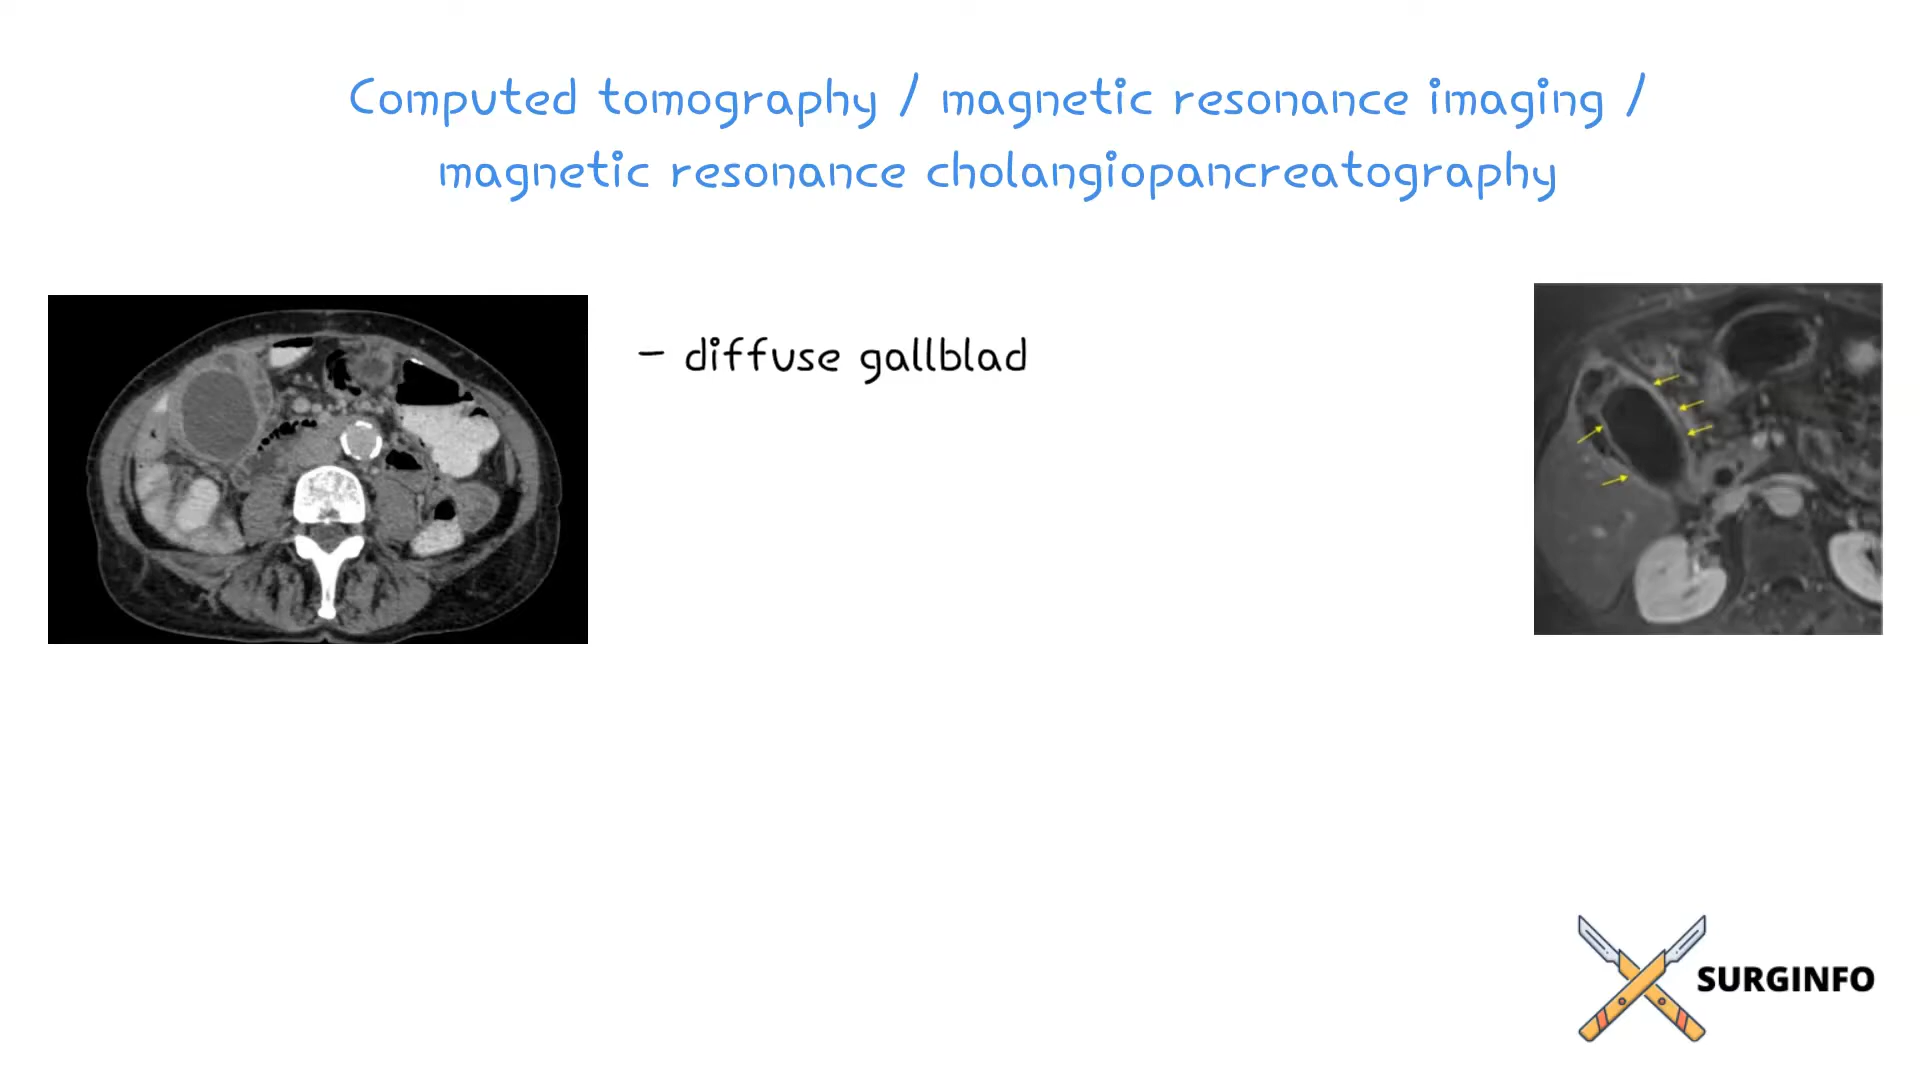 Computed tomography / magnetic resonance imaging /
magnetic resonance cholangiopancreatography
- diffuse gallblad
SURGINFO